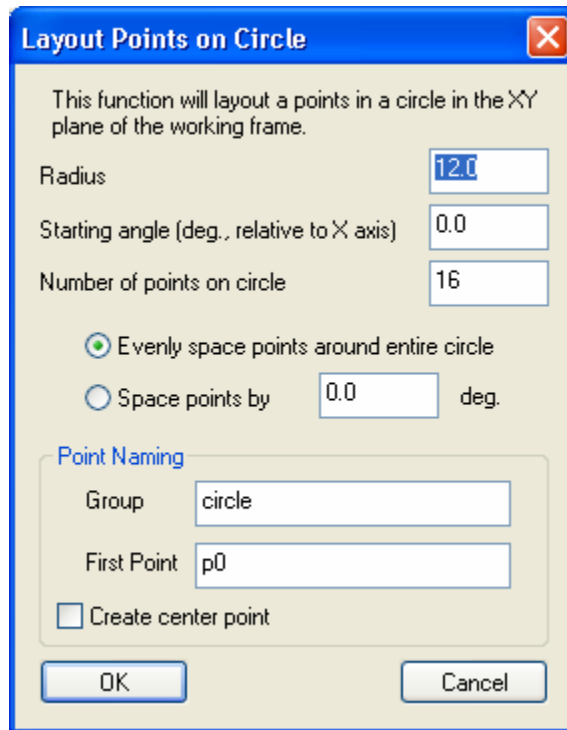 Layout Points on Circle
This function will layout a points in a circle in the XY
plane of the working frame.
Radius 12.0
Starting angle (deg., relative to X axis) 0.0
Number of points on circle 16
Evenly space points around entire circle
Space points by 0.0 deg.
Point Naming
Group circle
First Point p0
Create center point
OK Cancel